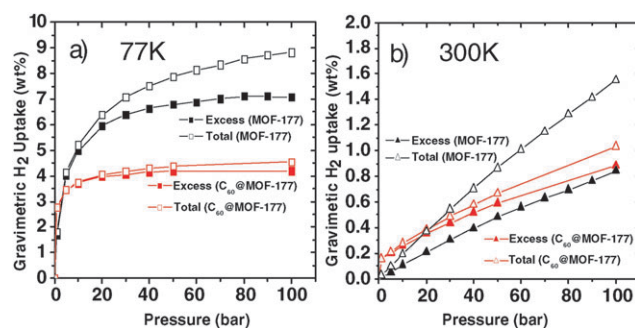 a) 77K
Gravimetric H2 Uptake (wt%)
9
8
7
6
5
4
3
2
1
0
Excess (MOF-177)
Total (MOF-177)
Excess (C60@MOF-177)
Total (C60@MOF-177)
0 20 40 60 80 100
Pressure (bar)
b) 300K
Gravimetric H2 uptake (wt%)
2.0
1.8
1.6
1.4
1.2
1.0
0.8
0.6
0.4
0.2
0.0
Excess (MOF-177)
Total (MOF-177)
Excess (C60@MOF-177)
Total (C60@MOF-177)
0 20 40 60 80 100
Pressure (bar)